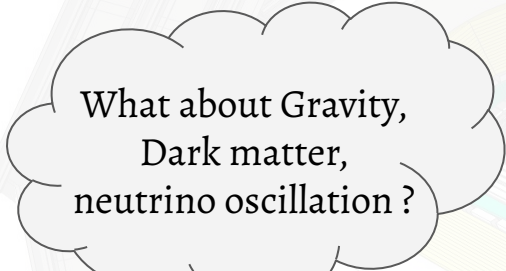 What about Gravity,
Dark matter,
neutrino oscillation ?